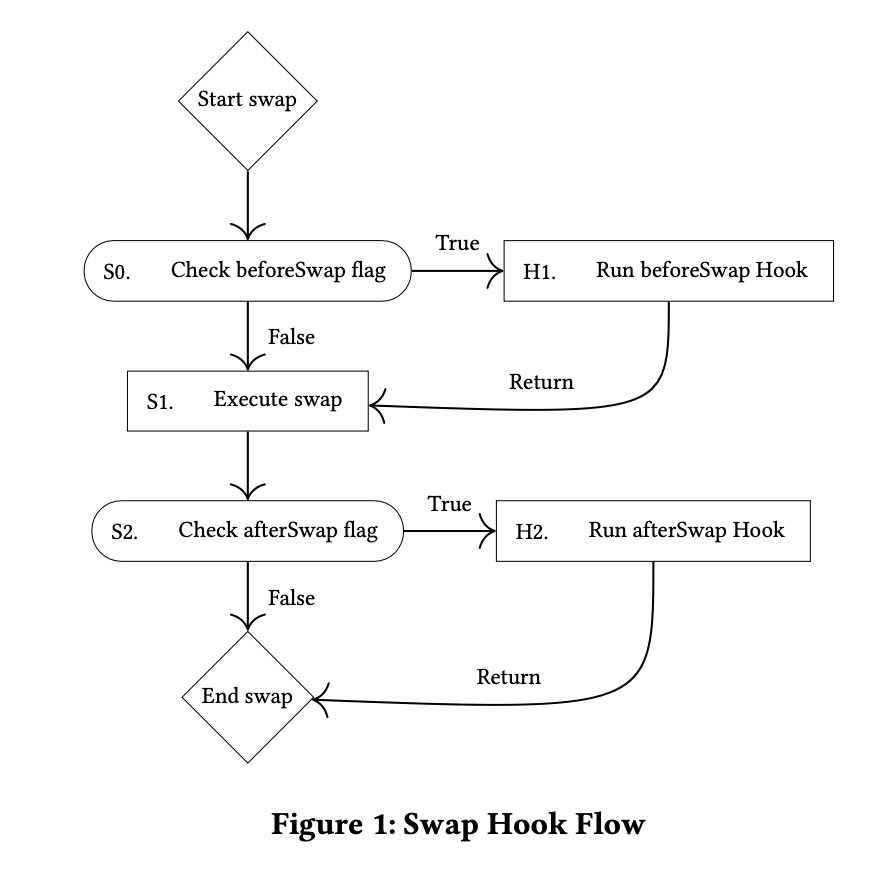 Start swap
S0. Check beforeSwap flag
True
H1. Run beforeSwap Hook
False
Return
S1. Execute swap
S2. Check afterSwap flag
True
H2. Run afterSwap Hook
False
Return
End swap
Figure 1: Swap Hook Flow